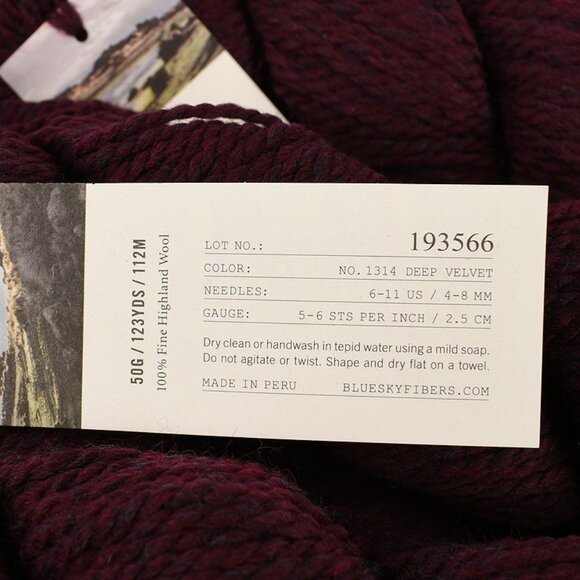 50G / 123YDS / 112M
100% Fine Highland Wool
LOT NO.: 193566
COLOR: NO. 1314 DEEP VELVET
NEEDLES: 6-11 US / 4-8 MM
GAUGE: 5-6 STS PER INCH / 2.5 CM
Dry clean or handwash in tepid water using a mild soap.
Do not agitate or twist. Shape and dry flat on a towel.
MADE IN PERU BLUESKYFIBERS.COM